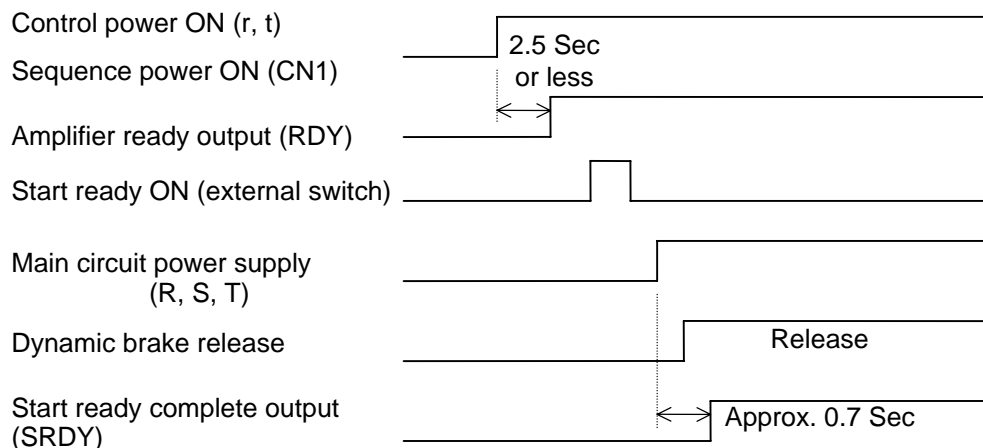 Control power ON (r, t)
2.5 Sec
Sequence power ON (CN1)
or less
Amplifier ready output (RDY)
Start ready ON (external switch)
Main circuit power supply
(R, S, T)
Dynamic brake release
Release
Start ready complete output
Approx. 0.7 Sec
(SRDY)